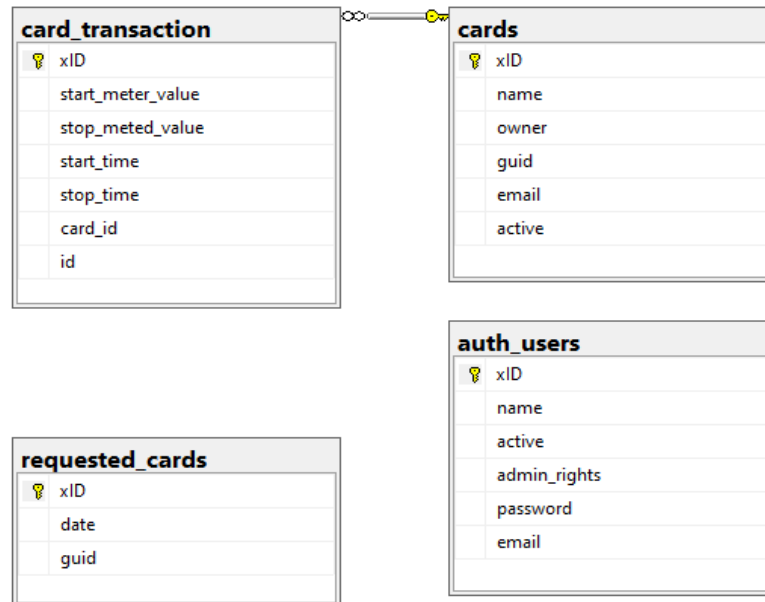 card_transaction
xID
start_meter_value
stop_meted_value
start_time
stop_time
card_id
id
cards
xID
name
owner
guid
email
active
auth_users
xID
name
active
admin_rights
password
email
requested_cards
xID
date
guid